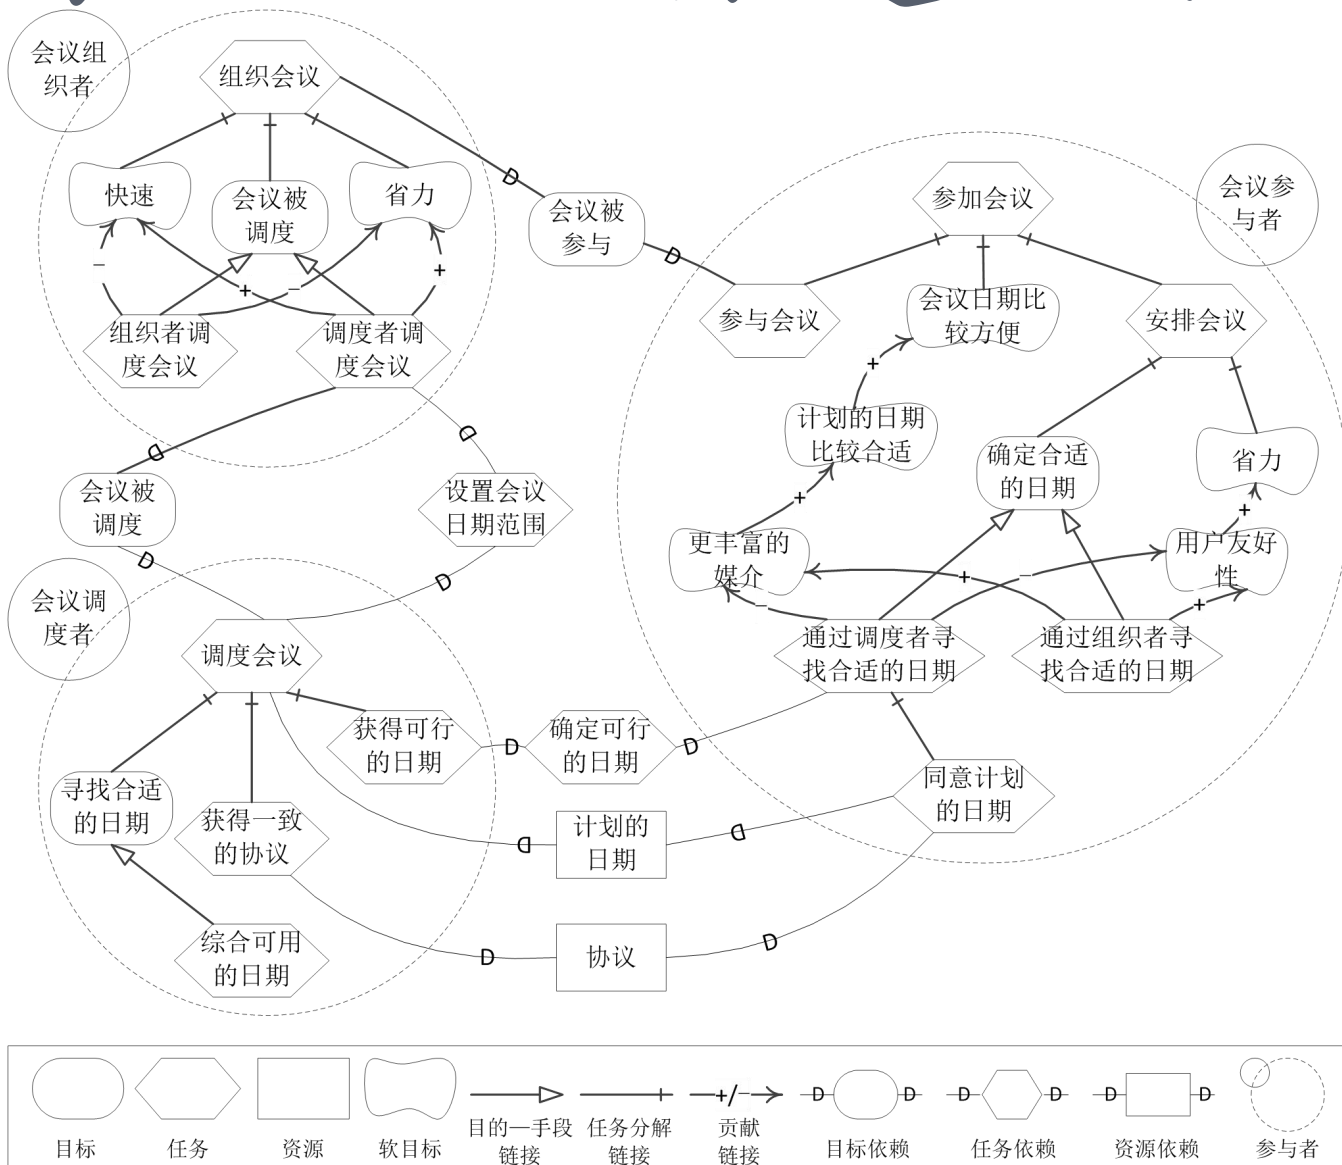 会议组
织者
组织会议
快速
会议被
调度
省力
–
+
–
+
组织者调
度会议
调度者调
度会议
D
会议被
参与
D
会议参
与者
参加会议
参与会议
会议日期比
较方便
安排会议
+
计划的日期
比较合适
确定合适
的日期
省力
+
+
更丰富的
媒介
用户友好
性
+
–
–
+
通过调度者寻
找合适的日期
通过组织者寻
找合适的日期
D
D
会议被
调度
设置会议
日期范围
D
D
会议调
度者
调度会议
获得可行
的日期
D
确定可行
的日期
D
寻找合适
的日期
获得一致
的协议
同意计划
的日期
D
计划的
日期
D
综合可用
的日期
D
协议
D
目标
任务
资源
软目标
目的—手段
链接
任务分解
链接
+/–
贡献
链接
D
D
目标依赖
D
D
任务依赖
D
D
资源依赖
参与者